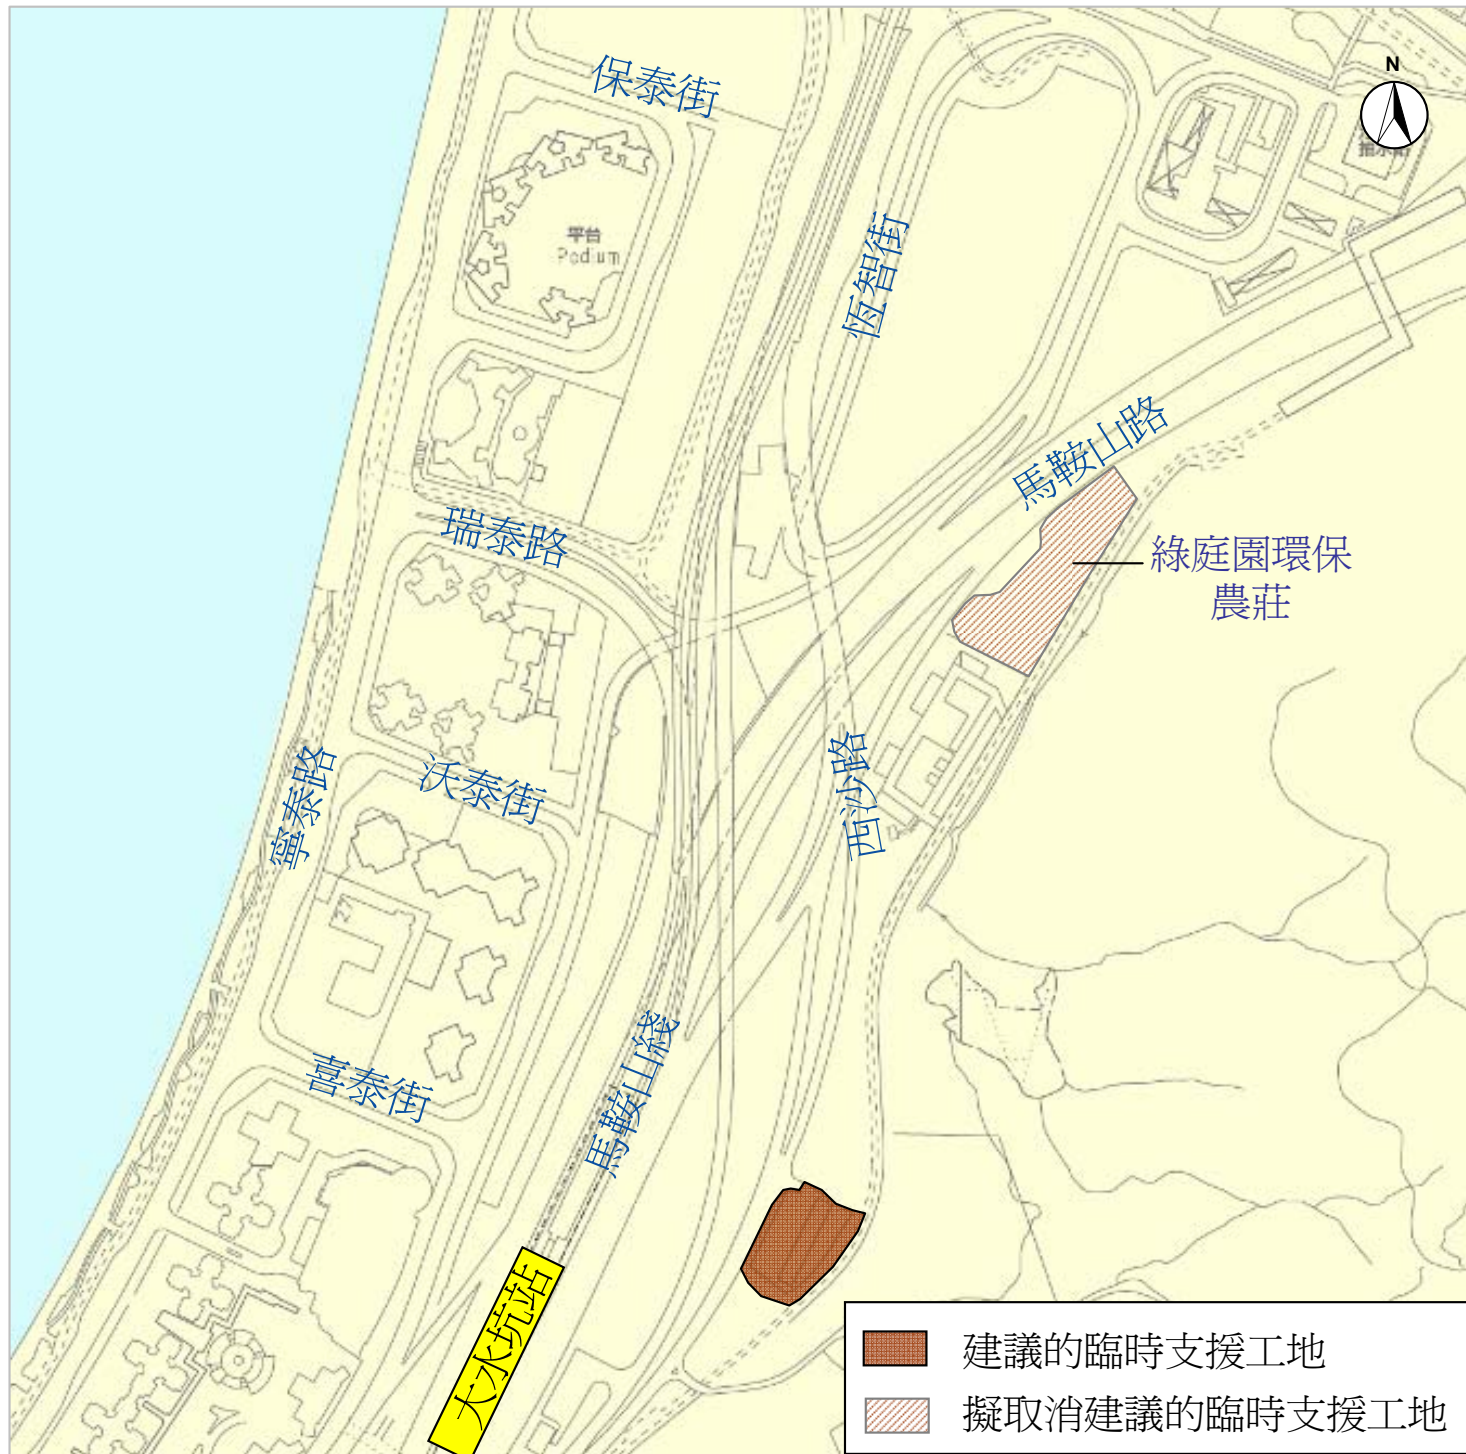 保泰街
N
平台
Podium
恆智街
馬鞍山路
瑞泰路
綠庭園環保
農莊
寧泰路
沃泰街
西沙路
馬鞍山綫
喜泰街
大水坑站
建議的臨時支援工地
擬取消建議的臨時支援工地